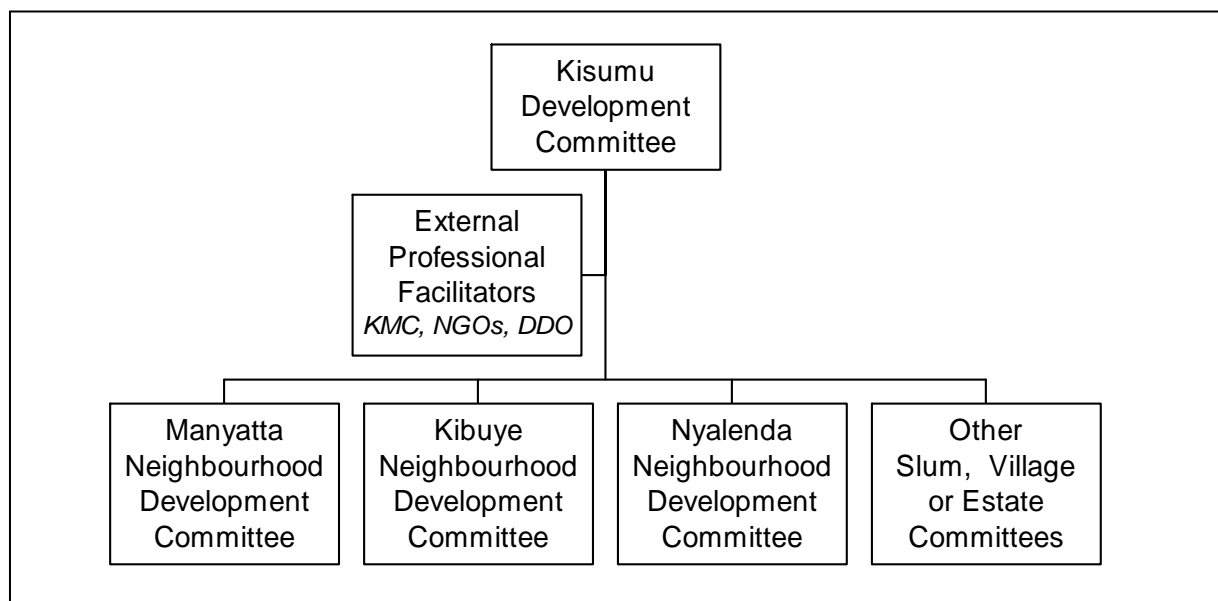 Kisumu
Development
Committee
External
Professional
Facilitators
KMC, NGOs, DDO
Manyatta
Neighbourhood
Development
Committee
Kibuye
Neighbourhood
Development
Committee
Nyalenda
Neighbourhood
Development
Committee
Other
Slum, Village
or Estate
Committees